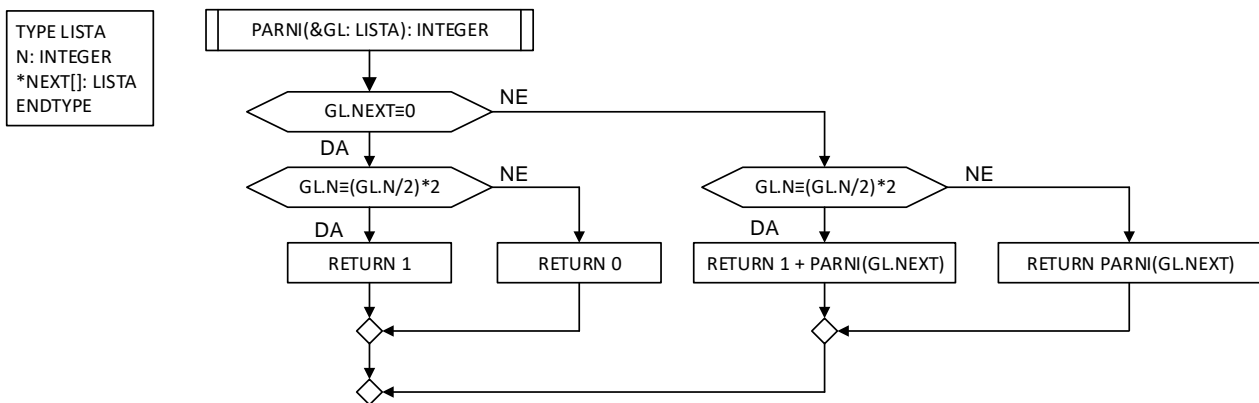 TYPE LISTA
N: INTEGER
*NEXT[]: LISTA
ENDTYPE
PARNI(&GL: LISTA): INTEGER
GL.NEXT≡0
NE
DA
GL.N≡(GL.N/2)*2
NE
GL.N≡(GL.N/2)*2
NE
DA
DA
RETURN 1
RETURN 0
RETURN 1 + PARNI(GL.NEXT)
RETURN PARNI(GL.NEXT)